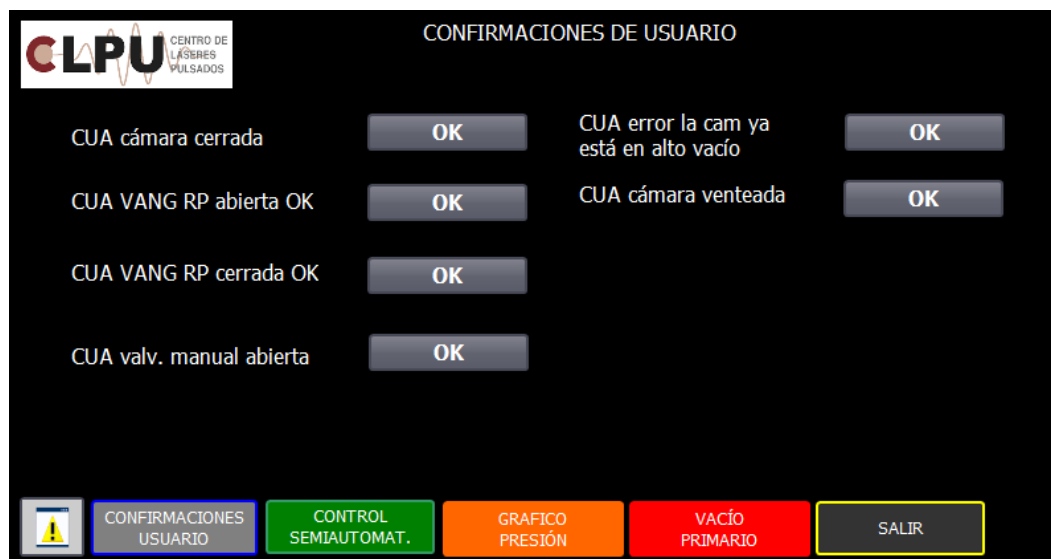 CLPU
CENTRO DE
LÁSERES
PULSADOS
CONFIRMACIONES DE USUARIO
CUA cámara cerrada
OK
CUA VANG RP abierta OK
OK
CUA VANG RP cerrada OK
OK
CUA valv. manual abierta
OK
CUA error la cam ya
está en alto vacío
OK
CUA cámara venteada
OK
CONFIRMACIONES
USUARIO
CONTROL
SEMIAUTOMAT.
GRAFICO
PRESIÓN
VACÍO
PRIMARIO
SALIR